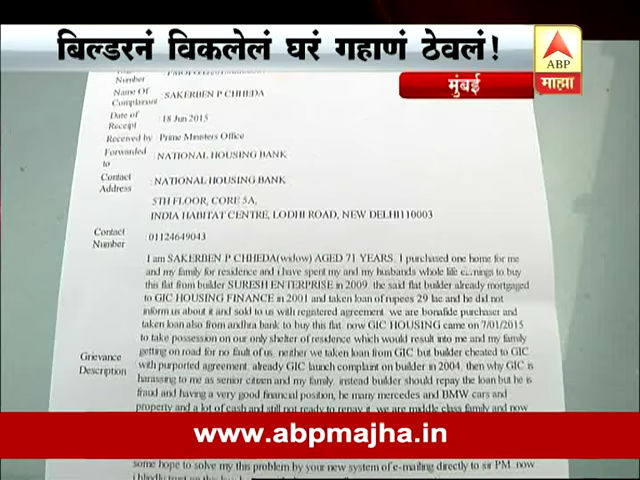 बिल्डरनं विकलेलं घरं गहाणं ठेवलं!
ABP
माझा
मुंबई
Number
Name Of Complainant : SAKERBEN P CHHEDA
Date of Receipt : 18 Jun 2015
Received by : Prime Ministers Office
Forwarded to : NATIONAL HOUSING BANK
Contact Address : NATIONAL HOUSING BANK
5TH FLOOR, CORE 5A,
INDIA HABITAT CENTRE, LODHI ROAD, NEW DELHI110003
Contact Number : 01124649043
Grievance Description
I am SAKERBEN P CHHEDA(widow) AGED 71 YEARS. I purchased one home for me
and my family for residence and i have spent my and my husbands whole life earnings to buy
this flat from builder SURESH ENTERPRISE in 2009. the said flat builder already mortgaged
to GIC HOUSING FINANCE in 2001 and taken loan of rupees 29 lac and he did not
inform us about it and sold to us with registered agreement. we are bonafide purchaser and
taken loan also from andhra bank to buy this flat. now GIC HOUSING came on 7/01/2015
to take possession on our only shelter of residence which would result into me and my family
getting on road for no fault of us. neither we taken loan from GIC but builder cheated to GIC
with purported agreement. already GIC launch complaint on builder in 2004. then why GIC is
harassing to me as senior citizen and my family. instead builder should repay the loan but he is
fraud and having a very good financial position, he many mercedes and BMW cars and
property and a lot of cash and still not ready to repay it. we are middle class family and now
www.abpmajha.in
some hope to solve my this problem by your new system of e-mailing directly to sir PM. now
i blindly trust on